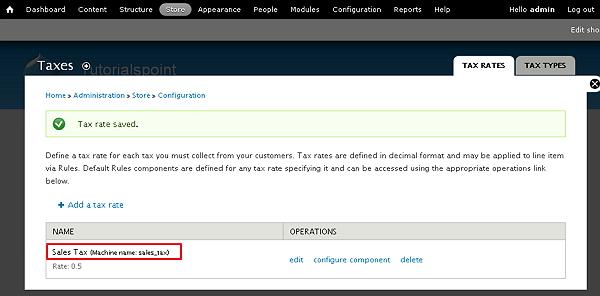 Dashboard Content Structure Store Appearance People Modules Configuration Reports Help Hello admin Log out
Edit sho
Taxes
Tutorialspoint
TAX RATES TAX TYPES
Home » Administration » Store » Configuration
Tax rate saved.
Define a tax rate for each tax you must collect from your customers. Tax rates are defined in decimal format and may be applied to line item
via Rules. Default Rules components are defined for any tax rate specifying it and can be accessed using the appropriate operations link
below.
+ Add a tax rate
NAME OPERATIONS
Sales Tax (Machine name: sales_tax) edit configure component delete
Rate: 0.5